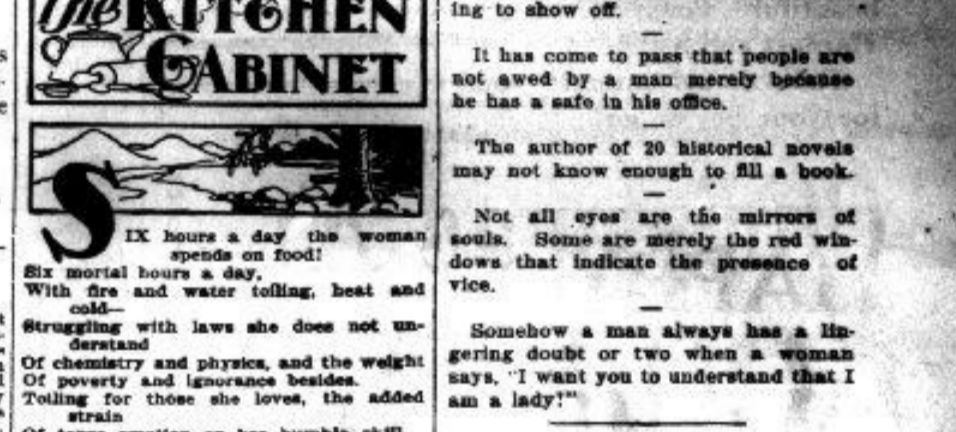 The KITCHEN
CABINET
SIX hours a day the woman
spends on food!
Six mortal hours a day,
With fire and water toiling, heat and
cold—
Struggling with laws she does not un-
derstand
Of chemistry and physics, and the weight
Of poverty and ignorance besides.
Toiling for those she loves, the added
strain
ing to show off.
It has come to pass that people are
not awed by a man merely because
he has a safe in his office.
The author of 20 historical novels
may not know enough to fill a book.
Not all eyes are the mirrors of
souls. Some are merely the red win-
dows that indicate the presence of
vice.
Somehow a man always has a lin-
gering doubt or two when a woman
says, "I want you to understand that I
am a lady!"